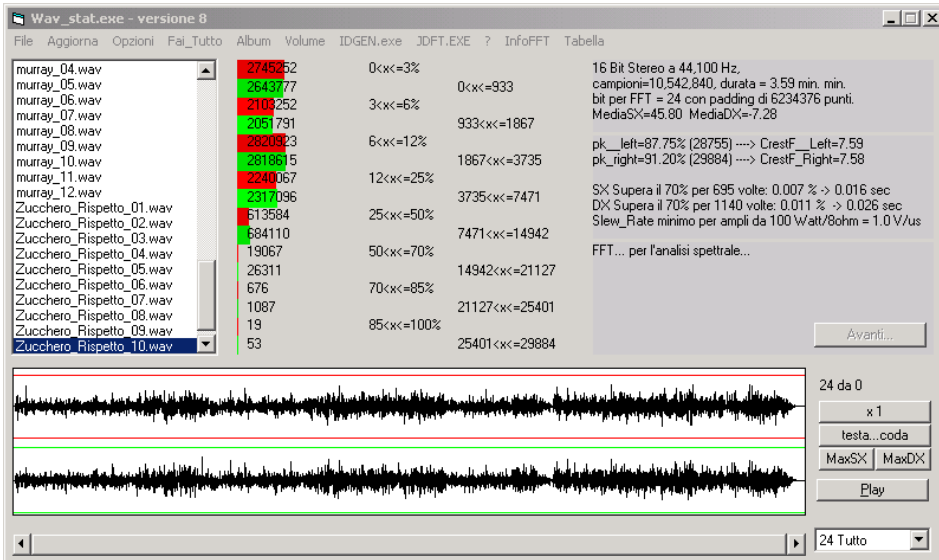 Wav_stat.exe - versione 8
File Aggiorna Opzioni Fai_Tutto Album Volume IDGEN.exe JDFT.EXE ? InfoFFT Tabella
murray_04.wav
murray_05.wav
murray_06.wav
murray_07.wav
murray_08.wav
murray_09.wav
murray_10.wav
murray_11.wav
murray_12.wav
Zucchero_Rispetto_01.wav
Zucchero_Rispetto_02.wav
Zucchero_Rispetto_03.wav
Zucchero_Rispetto_04.wav
Zucchero_Rispetto_05.wav
Zucchero_Rispetto_06.wav
Zucchero_Rispetto_07.wav
Zucchero_Rispetto_08.wav
Zucchero_Rispetto_09.wav
Zucchero_Rispetto_10.wav
2745252 0<x<=3%
2643777 0<x<=933
2103252 3<x<=6%
2051791 933<x<=1867
2820923 6<x<=12%
2818615 1867<x<=3735
2240067 12<x<=25%
2317096 3735<x<=7471
613584 25<x<=50%
684110 7471<x<=14942
19067 50<x<=70%
26311 14942<x<=21127
676 70<x<=85%
1087 21127<x<=25401
19 85<x<=100%
53 25401<x<=29884
16 Bit Stereo a 44,100 Hz,
campioni=10,542,840, durata = 3.59 min. min.
bit per FFT = 24 con padding di 6234376 punti.
MediaSX=45.80 MediaDX=-7.28
pk__left=87.75% (28755) ----> CrestF__Left=7.59
pk_right=91.20% (29884) ----> CrestF_Right=7.58
SX Supera il 70% per 695 volte: 0.007 % -> 0.016 sec
DX Supera il 70% per 1140 volte: 0.011 % -> 0.026 sec
Slew_Rate minimo per ampli da 100 Watt/8ohm = 1.0 V/us
FFT... per l'analisi spettrale...
Avanti...
24 da 0
x 1
testa...coda
MaxSX MaxDX
Play
24 Tutto